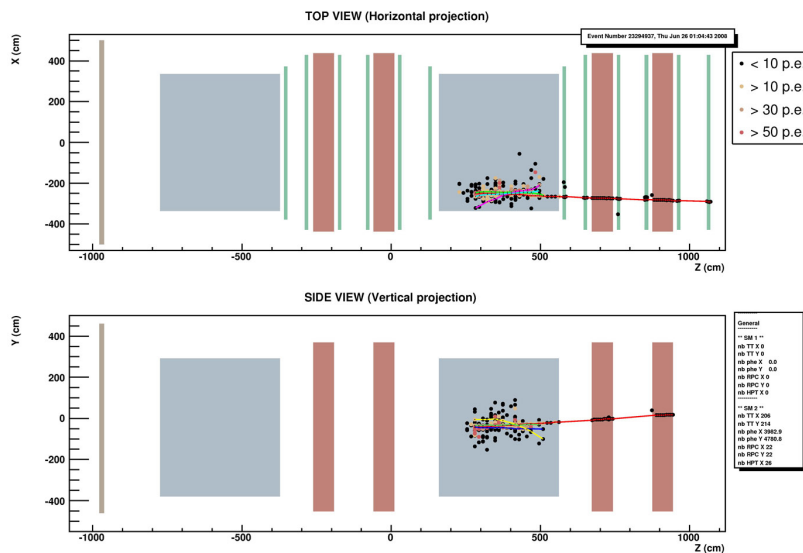 TOP VIEW (Horizontal projection)
X (cm)
Event Number 23294937, Thu Jun 26 01:04:43 2008
400
200
0
-200
-400
< 10 p.e
> 10 p.e
> 30 p.e
> 50 p.e
-1000 -500 0 500 1000
Z (cm)
SIDE VIEW (Vertical projection)
Y (cm)
400
200
0
-200
-400
-1000 -500 0 500 1000
Z (cm)
----------
General
----------
** SM 1 **
nb TT X 0
nb TT Y 0
nb phe X 0.0
nb phe Y 0.0
nb RPC X 0
nb RPC Y 0
nb HPT X 0
----------
** SM 2 **
nb TT X 206
nb TT Y 214
nb phe X 3982.9
nb phe Y 4780.8
nb RPC X 22
nb RPC Y 22
nb HPT X 26